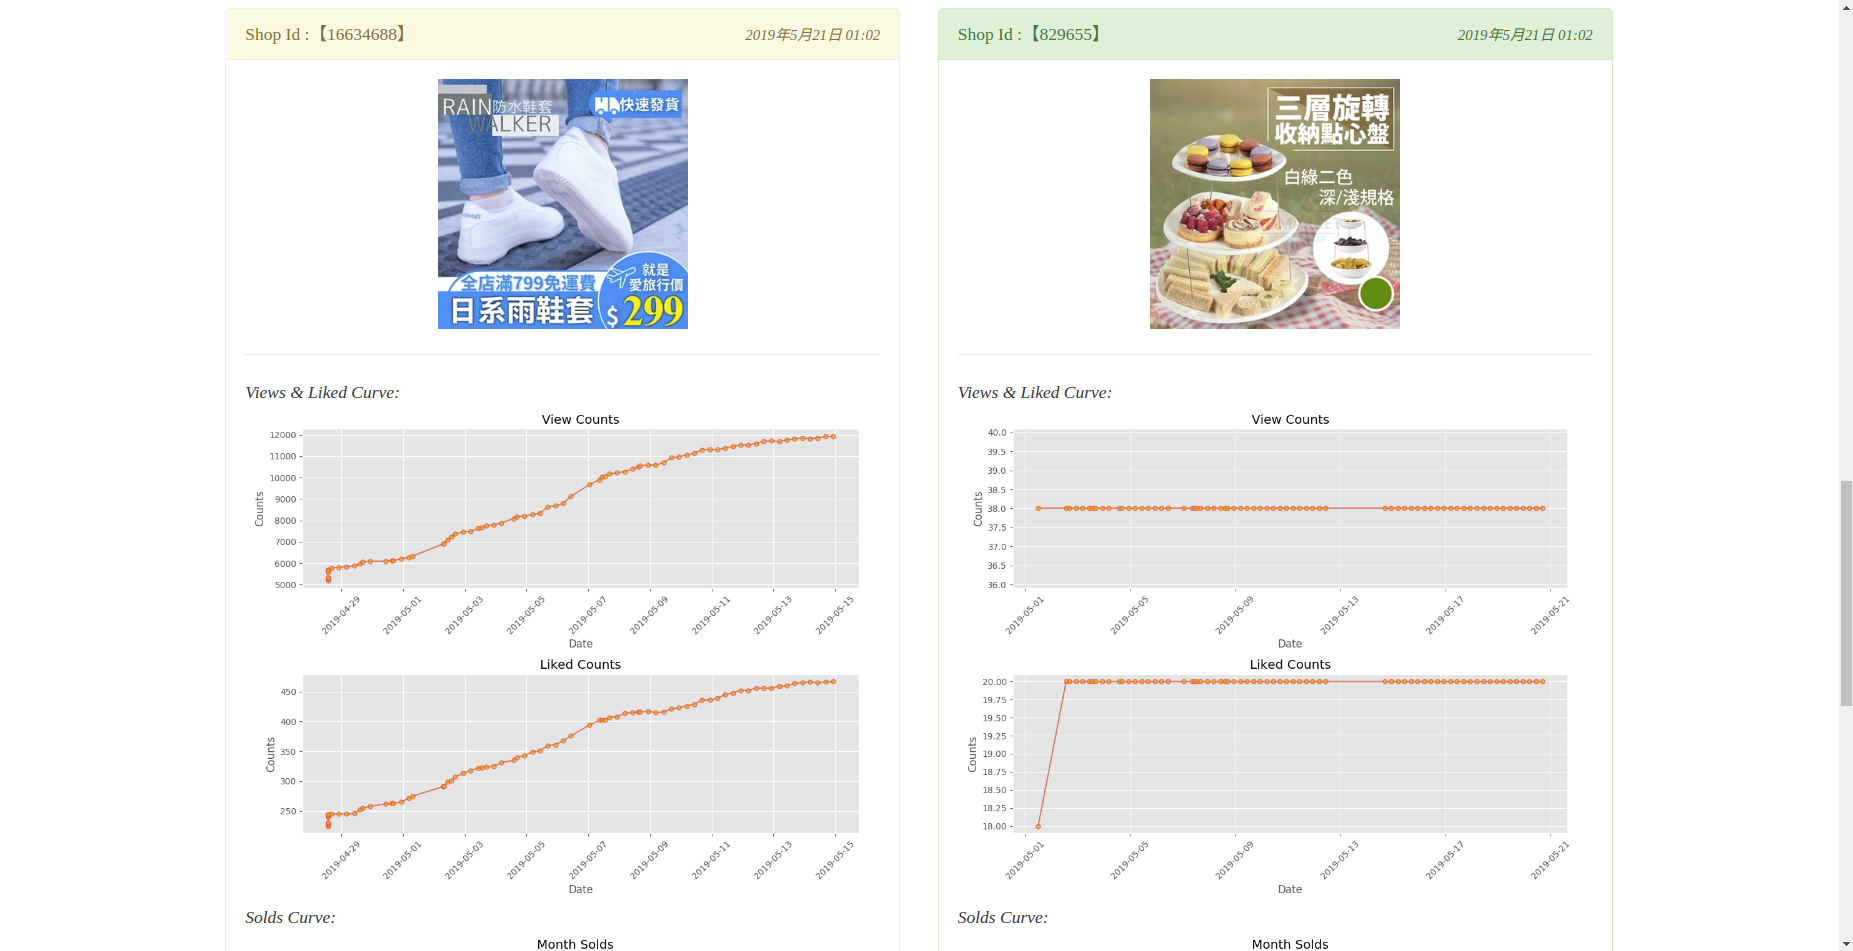 Shop Id :【16634688】
2019年5月21日 01:02
RAIN防水鞋套
WALKER
快速發貨
全店滿799免運費
日系雨鞋套
就是
愛旅行價
$299
Views & Liked Curve:
View Counts
12000
11000
10000
9000
8000
7000
6000
5000
Counts
2019-04-29
2019-05-01
2019-05-03
2019-05-05
2019-05-07
2019-05-09
2019-05-11
2019-05-13
2019-05-15
Date
Liked Counts
450
400
350
300
250
Counts
2019-04-29
2019-05-01
2019-05-03
2019-05-05
2019-05-07
2019-05-09
2019-05-11
2019-05-13
2019-05-15
Date
Solds Curve:
Month Solds
Shop Id :【829655】
2019年5月21日 01:02
三層旋轉
收納點心盤
白綠二色
深/淺規格
Views & Liked Curve:
View Counts
40.0
39.5
39.0
38.5
38.0
37.5
37.0
36.5
36.0
Counts
2019-05-01
2019-05-05
2019-05-09
2019-05-13
2019-05-17
2019-05-21
Date
Liked Counts
20.00
19.75
19.50
19.25
19.00
18.75
18.50
18.25
18.00
Counts
2019-05-01
2019-05-05
2019-05-09
2019-05-13
2019-05-17
2019-05-21
Date
Solds Curve:
Month Solds